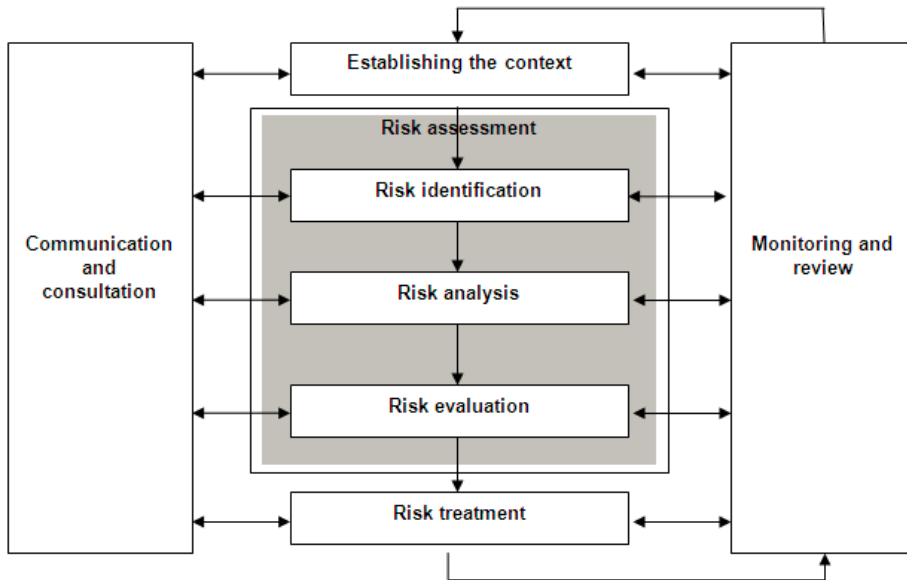 Establishing the context
Risk assessment
Risk identification
Communication
and
consultation
Monitoring and
review
Risk analysis
Risk evaluation
Risk treatment